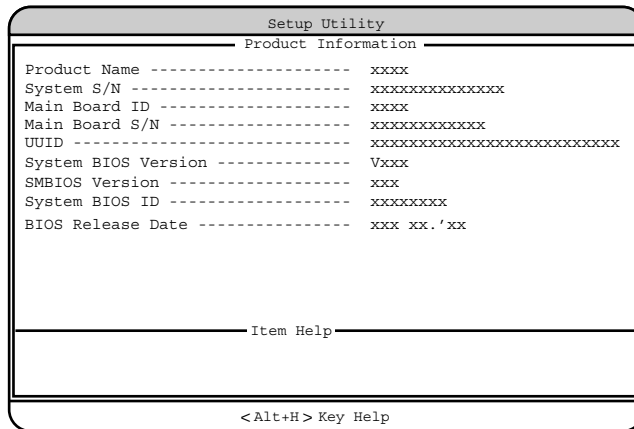 Setup Utility
Product Information
Product Name --------------------- xxxx
System S/N ----------------------- xxxxxxxxxxxxxx
Main Board ID -------------------- xxxx
Main Board S/N ------------------- xxxxxxxxxxxx
UUID ----------------------------- xxxxxxxxxxxxxxxxxxxxxxxxxx
System BIOS Version -------------- Vxxx
SMBIOS Version ------------------- xxx
System BIOS ID ------------------- xxxxxxxx
BIOS Release Date ---------------- xxx xx.'xx
Item Help
<Alt+H> Key Help